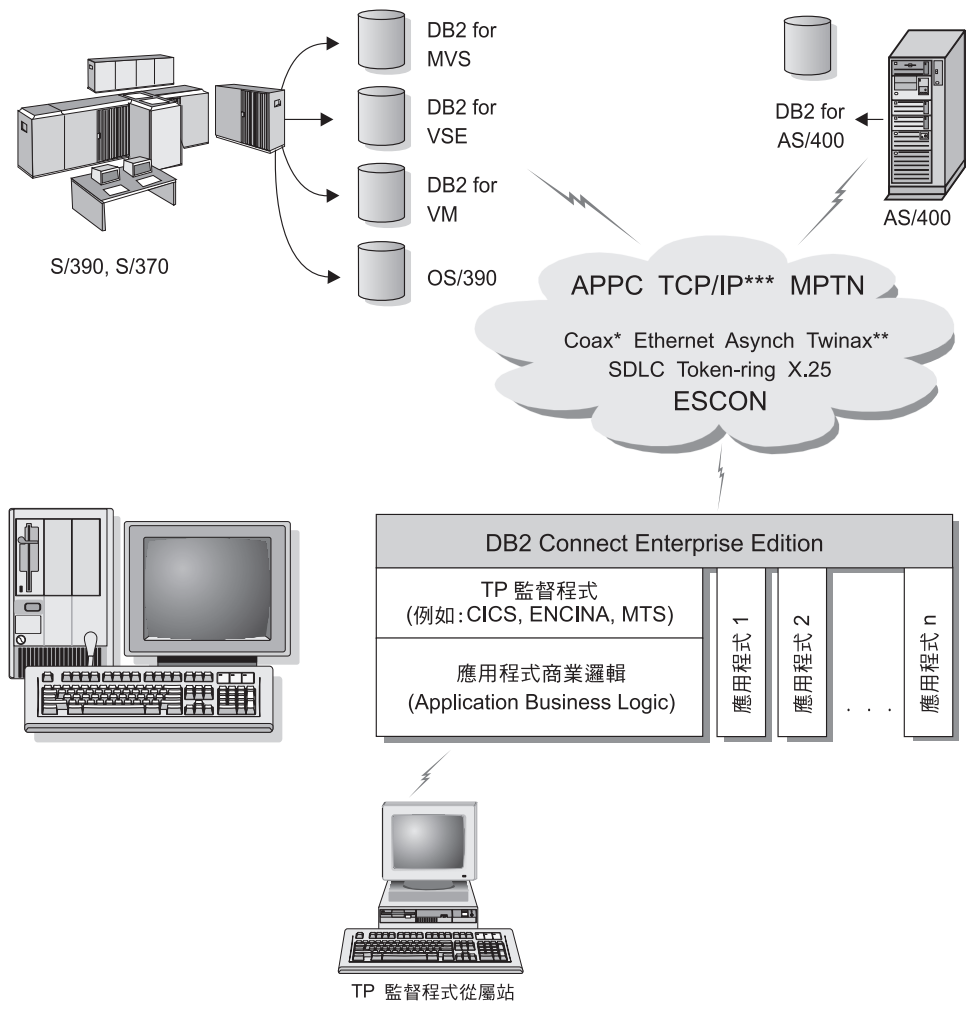 DB2 for
MVS
DB2 for
VSE
DB2 for
VM
OS/390
S/390, S/370
DB2 for
AS/400
AS/400
APPC TCP/IP*** MPTN
Coax* Ethernet Asynch Twinax**
SDLC Token-ring X.25
ESCON
DB2 Connect Enterprise Edition
TP 監督程式
(例如:CICS, ENCINA, MTS)
應用程式商業邏輯
(Application Business Logic)
應用程式 1
應用程式 2
. . .
應用程式 n
TP 監督程式從屬站